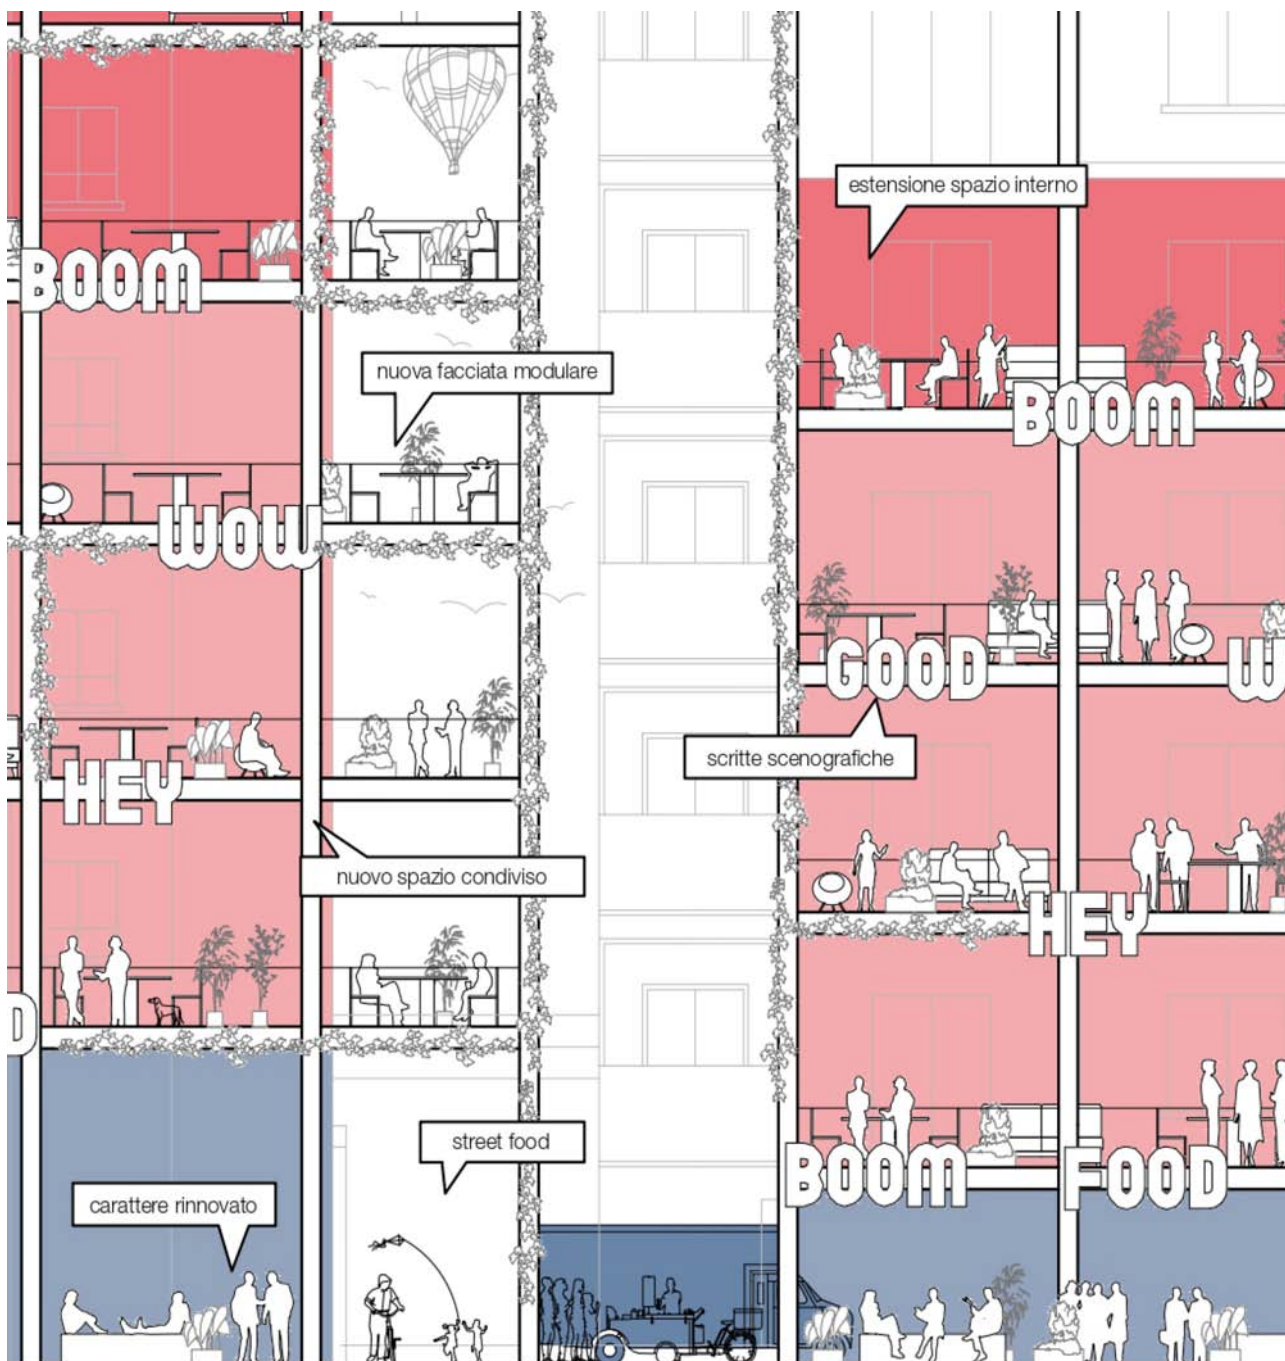 estensione spazio interno
BOOM
nuova facciata modulare
BOOM
WOW
GOOD
W
scritte scenografiche
HEY
nuovo spazio condiviso
HEY
D
street food
BOOM
FOOD
carattere rinnovato